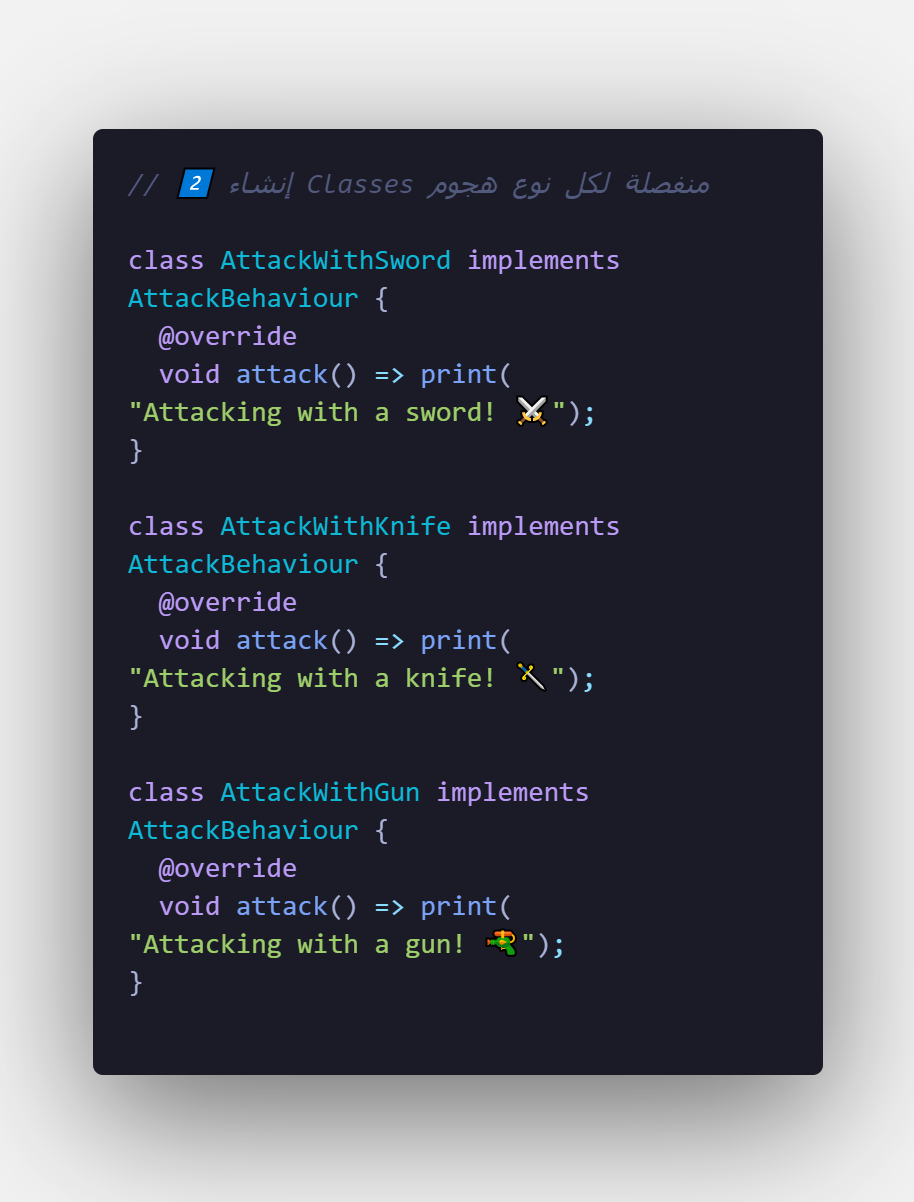 // 2️⃣ إنشاء Classes منفصلة لكل نوع هجوم
class AttackWithSword implements
AttackBehaviour {
  @override
  void attack() => print(
"Attacking with a sword! ⚔️");
}
class AttackWithKnife implements
AttackBehaviour {
  @override
  void attack() => print(
"Attacking with a knife! 🗡️");
}
class AttackWithGun implements
AttackBehaviour {
  @override
  void attack() => print(
"Attacking with a gun! 🔫");
}